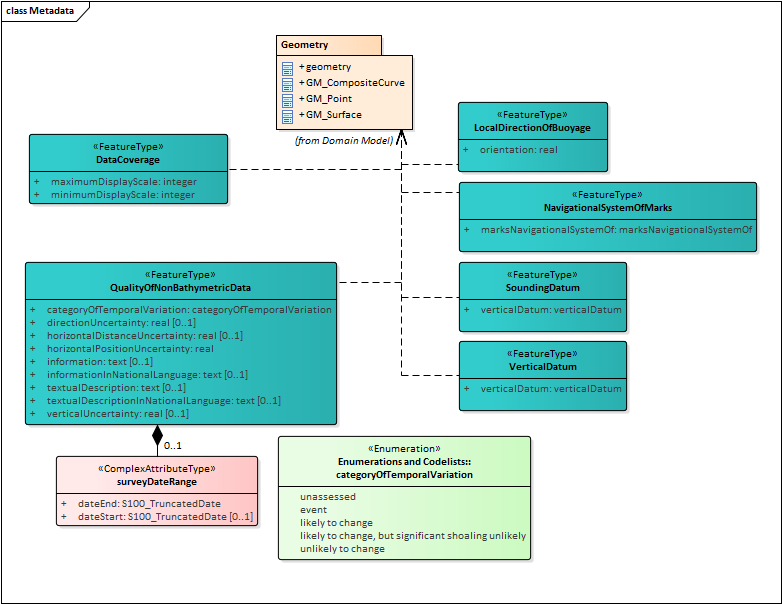 class Metadata
Geometry
+ geometry
+ GM_CompositeCurve
+ GM_Point
+ GM_Surface
(from Domain Model)
«FeatureType»
DataCoverage
+ maximumDisplayScale: integer
+ minimumDisplayScale: integer
«FeatureType»
LocalDirectionOfBuoyage
+ orientation: real
«FeatureType»
NavigationalSystemOfMarks
+ marksNavigationalSystemOf: marksNavigationalSystemOf
«FeatureType»
QualityOfNonBathymetricData
+ categoryOfTemporalVariation: categoryOfTemporalVariation
+ directionUncertainty: real [0..1]
+ horizontalDistanceUncertainty: real [0..1]
+ horizontalPositionUncertainty: real
+ information: text [0..1]
+ informationInNationalLanguage: text [0..1]
+ textualDescription: text [0..1]
+ textualDescriptionInNationalLanguage: text [0..1]
+ verticalUncertainty: real [0..1]
«FeatureType»
SoundingDatum
+ verticalDatum: verticalDatum
«FeatureType»
VerticalDatum
+ verticalDatum: verticalDatum
0..1
«ComplexAttributeType»
surveyDateRange
+ dateEnd: S100_TruncatedDate
+ dateStart: S100_TruncatedDate [0..1]
«Enumeration»
Enumerations and Codelists::
categoryOfTemporalVariation
unassessed
event
likely to change
likely to change, but significant shoaling unlikely
unlikely to change